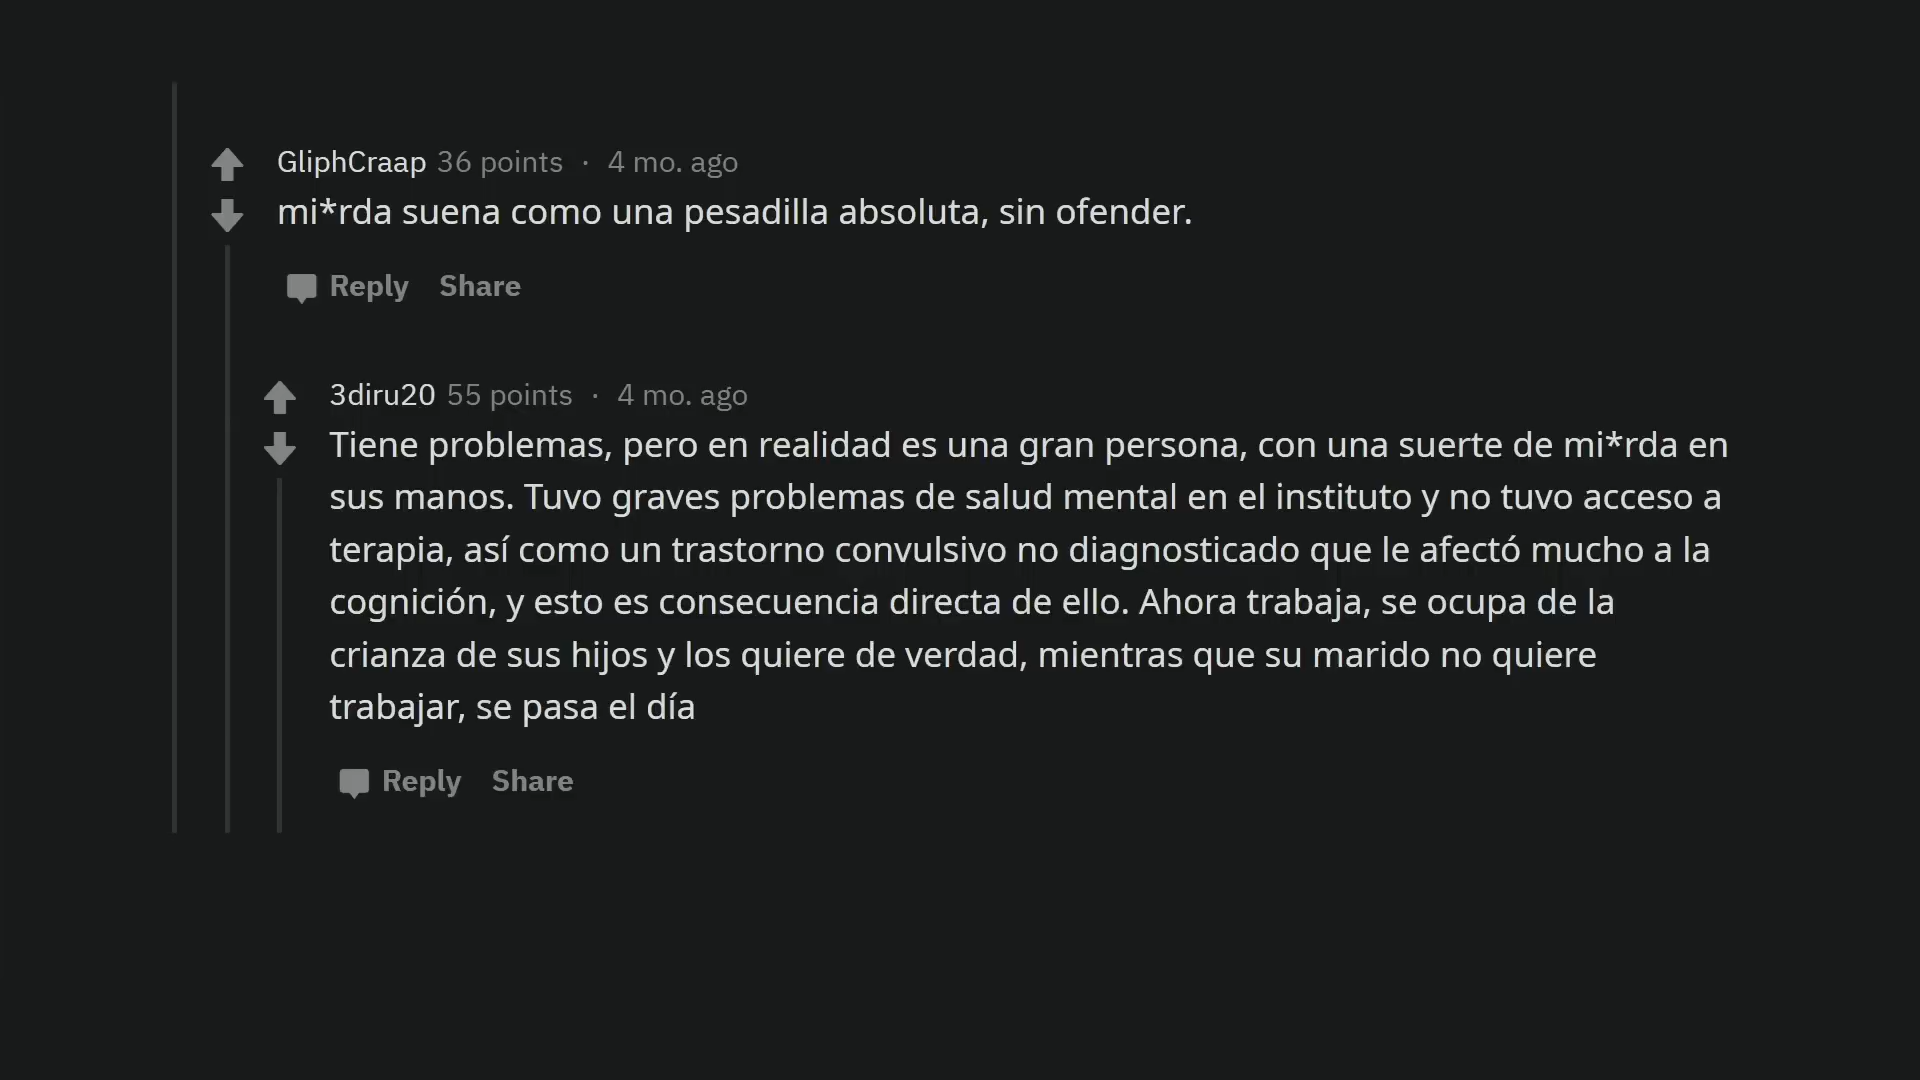 GliphCraap 36 points · 4 mo. ago
mi*rda suena como una pesadilla absoluta, sin ofender.
Reply Share
3diru20 55 points · 4 mo. ago
Tiene problemas, pero en realidad es una gran persona, con una suerte de mi*rda en
sus manos. Tuvo graves problemas de salud mental en el instituto y no tuvo acceso a
terapia, así como un trastorno convulsivo no diagnosticado que le afectó mucho a la
cognición, y esto es consecuencia directa de ello. Ahora trabaja, se ocupa de la
crianza de sus hijos y los quiere de verdad, mientras que su marido no quiere
trabajar, se pasa el día
Reply Share